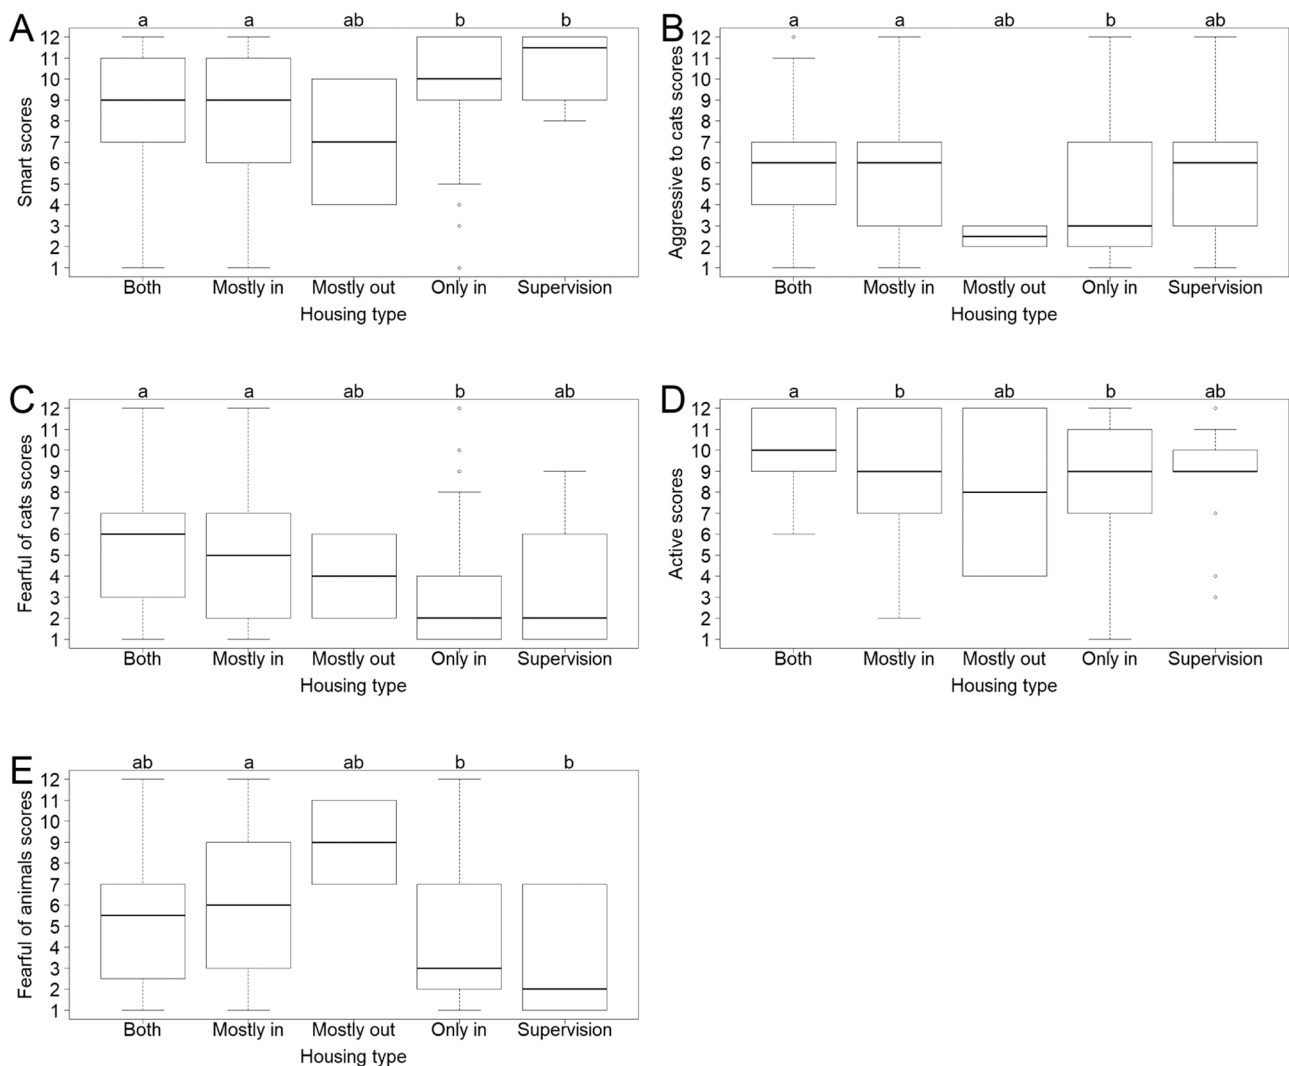 A
a a ab b b
Smart scores
12
11
10
9
8
7
6
5
4
3
2
1
Both Mostly in Mostly out Only in Supervision
Housing type
B
a a ab b ab
Aggressive to cats scores
12
11
10
9
8
7
6
5
4
3
2
1
Both Mostly in Mostly out Only in Supervision
Housing type
C
a a ab b ab
Fearful of cats scores
12
11
10
9
8
7
6
5
4
3
2
1
Both Mostly in Mostly out Only in Supervision
Housing type
D
a b ab b ab
Active scores
12
11
10
9
8
7
6
5
4
3
2
1
Both Mostly in Mostly out Only in Supervision
Housing type
E
ab a ab b b
Fearful of animals scores
12
11
10
9
8
7
6
5
4
3
2
1
Both Mostly in Mostly out Only in Supervision
Housing type